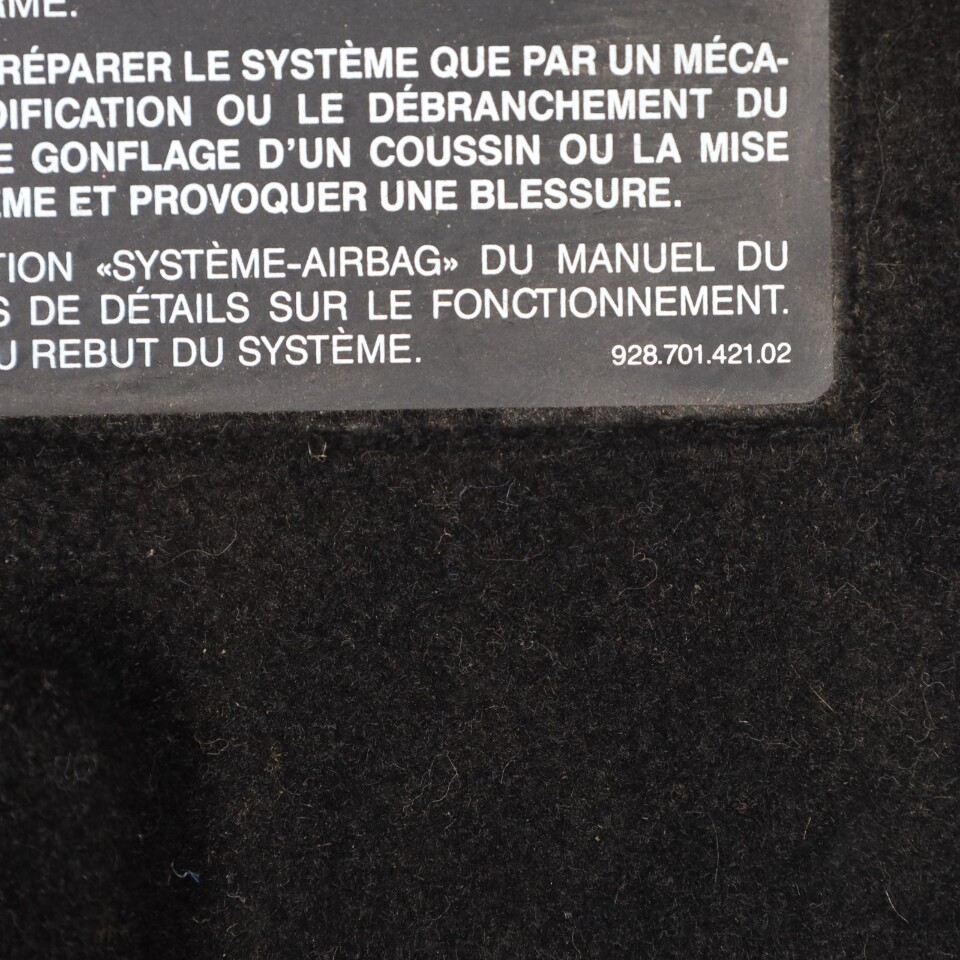 RME.
RÉPARER LE SYSTÈME QUE PAR UN MÉCA-
DIFICATION OU LE DÉBRANCHEMENT DU
E GONFLAGE D'UN COUSSIN OU LA MISE
ÈME ET PROVOQUER UNE BLESSURE.
TION «SYSTÈME-AIRBAG» DU MANUEL DU
S DE DÉTAILS SUR LE FONCTIONNEMENT.
U REBUT DU SYSTÈME.
928.701.421.02